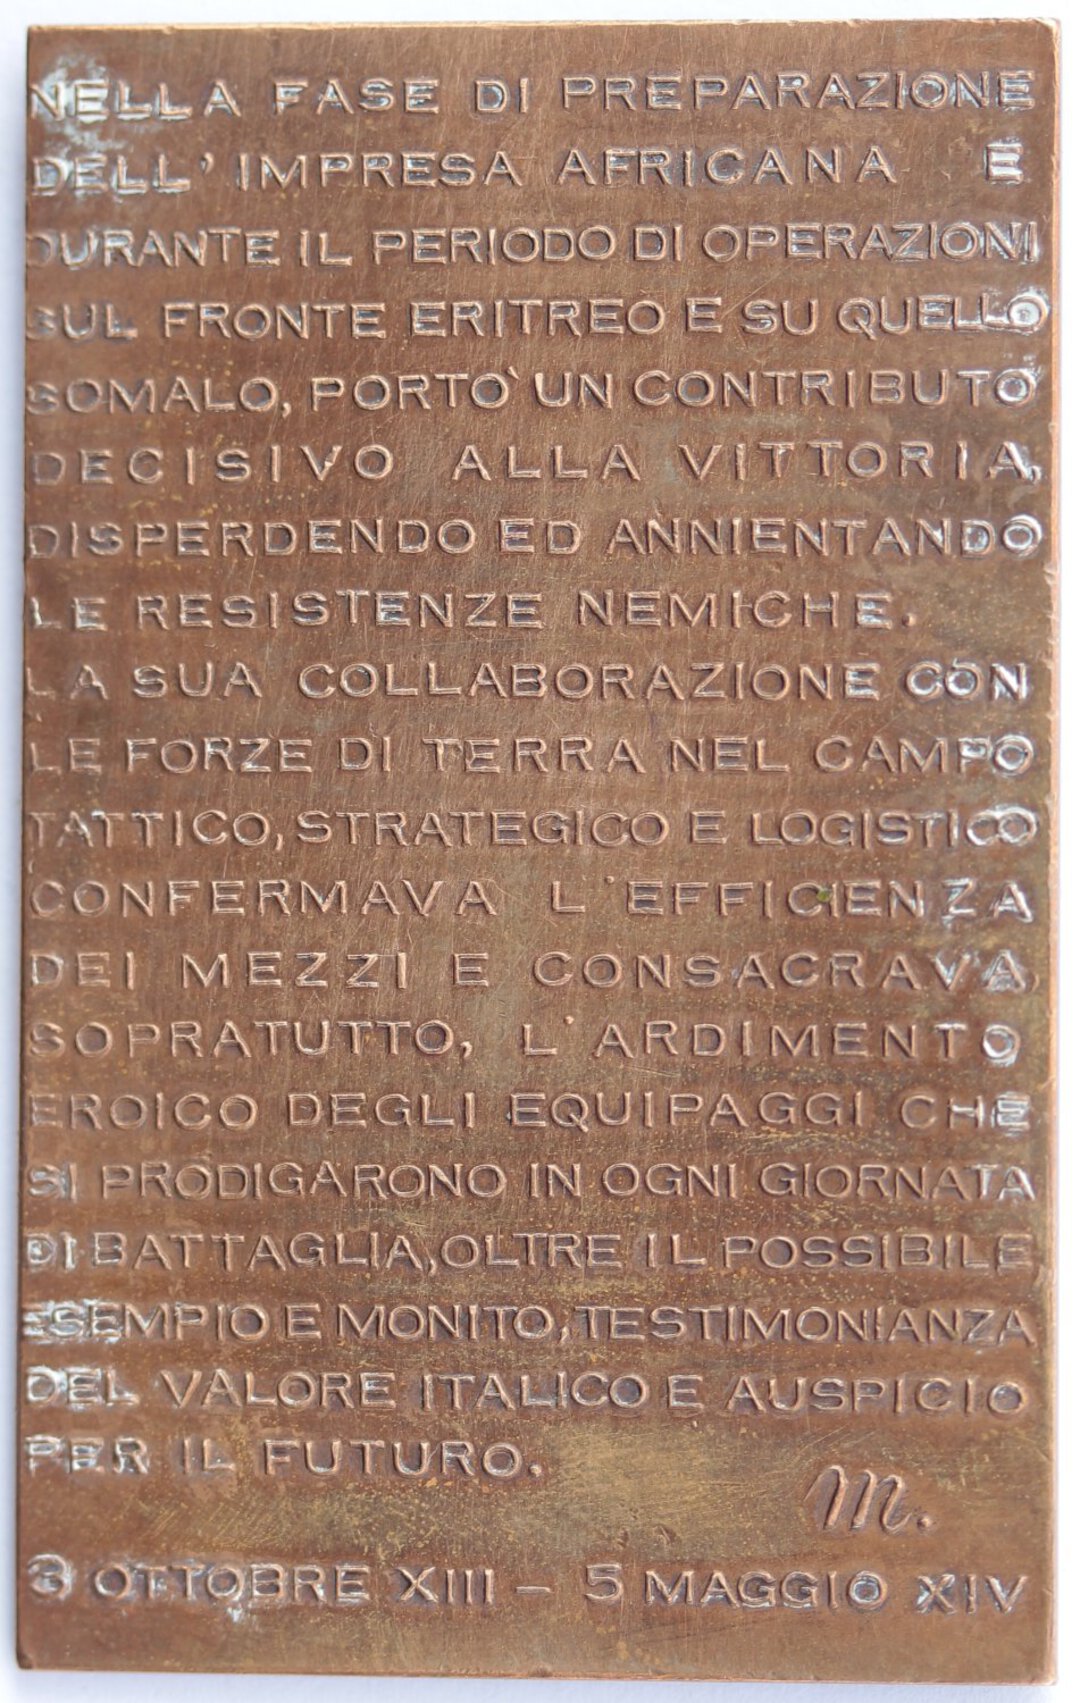 NELLA FASE DI PREPARAZIONE
DELL' IMPRESA AFRICANA E
DURANTE IL PERIODO DI OPERAZIONI
SUL FRONTE ERITREO E SU QUELLO
SOMALO, PORTO' UN CONTRIBUTO
DECISIVO ALLA VITTORIA,
DISPERDENDO ED ANNIENTANDO
LE RESISTENZE NEMICHE.
LA SUA COLLABORAZIONE CON
LE FORZE DI TERRA NEL CAMPO
TATTICO, STRATEGICO E LOGISTICO
CONFERMAVA L'EFFICIENZA
DEI MEZZI E CONSACRAVA
SOPRATUTTO, L'ARDIMENTO
EROICO DEGLI EQUIPAGGI CHE
SI PRODIGARONO IN OGNI GIORNATA
DI BATTAGLIA, OLTRE IL POSSIBILE
ESEMPIO E MONITO, TESTIMONIANZA
DEL VALORE ITALICO E AUSPICIO
PER IL FUTURO.
M.
3 OTTOBRE XIII - 5 MAGGIO XIV